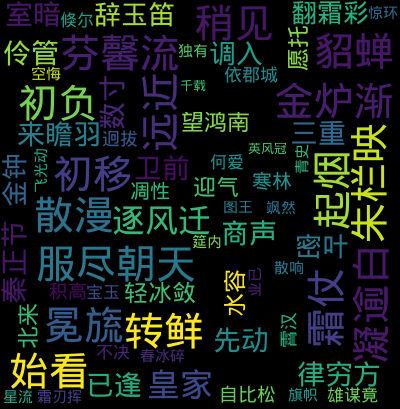 室暗
倏尔
辞玉笛
稍见
翻霜彩
惊环
伶管
芬馨流
独有
调入
愿托
貂蝉
空悔
依郡城
千载
初负
数寸
远近
望鸿南
金炉渐
来瞻羽
迥拔
三重
金钟
飞光动
初移
卫前
何爱
英风冠
青史
起烟
朱栏映
凋性
迎气
寒林
散漫
逐风迁
图王
飒然
商声
筵内
密叶
秦正节
服尽朝天
散响
凝逾白
积高
宝玉
轻冰敛
水容
业已
霜仗
北来
冕旒
转鲜
先动
霄汉
不决
春冰碎
始看
已逢
皇家
律穷方
星流
霜刃挥
自比松
旗帜
雄谋竟